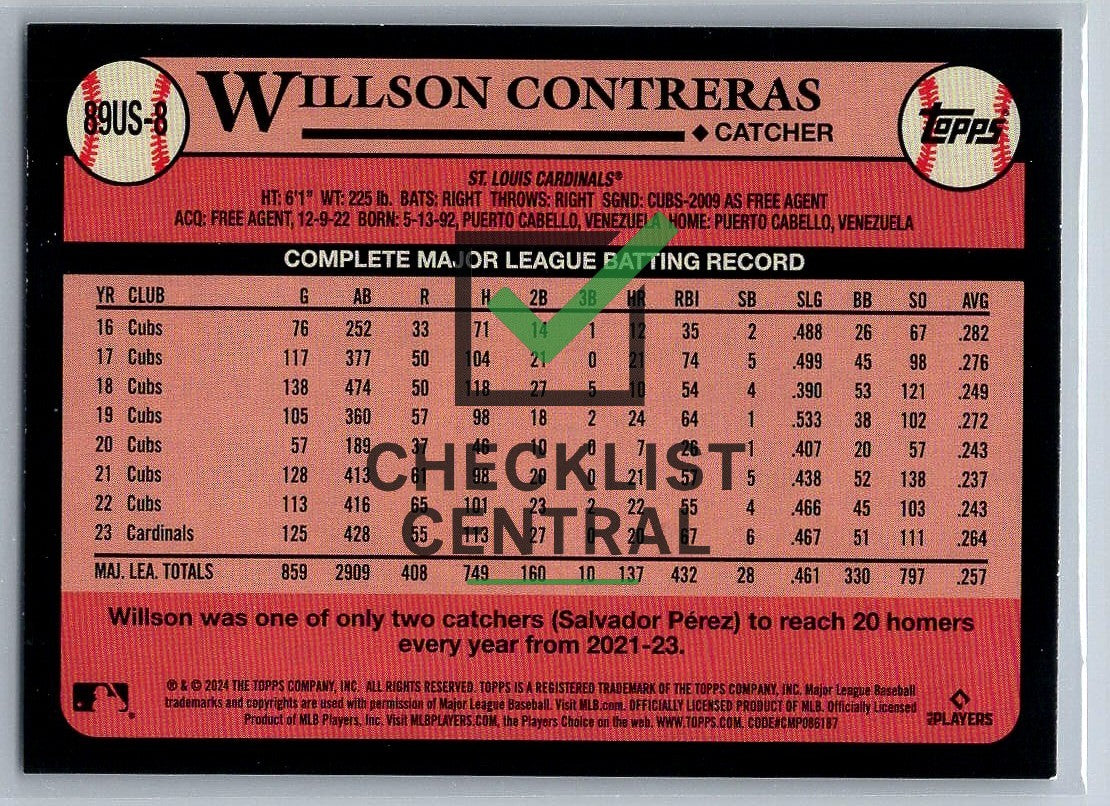 89US-8
WILLSON CONTRERAS
◆ CATCHER
TOPPS®
ST. LOUIS CARDINALS®
HT: 6'1" WT: 225 lb. BATS: RIGHT THROWS: RIGHT SGND: CUBS-2009 AS FREE AGENT
ACQ: FREE AGENT, 12-9-22 BORN: 5-13-92, PUERTO CABELLO, VENEZUELA HOME: PUERTO CABELLO, VENEZUELA
COMPLETE MAJOR LEAGUE BATTING RECORD
YR CLUB G AB R H 2B 3B HR RBI SB SLG BB SO AVG
16 Cubs 76 252 33 71 14 1 12 35 2 .488 26 67 .282
17 Cubs 117 377 50 104 21 0 21 74 5 .499 45 98 .276
18 Cubs 138 474 50 118 27 5 10 54 4 .390 53 121 .249
19 Cubs 105 360 57 98 18 2 24 64 1 .533 38 102 .272
20 Cubs 57 189 37 46 10 0 7 26 1 .407 20 57 .243
21 Cubs 128 413 61 98 20 0 21 57 5 .438 52 138 .237
22 Cubs 113 416 65 101 23 2 22 55 4 .466 45 103 .243
23 Cardinals 125 428 55 113 27 0 20 67 6 .467 51 111 .264
MAJ. LEA. TOTALS 859 2909 408 749 160 10 137 432 28 .461 330 797 .257
CHECKLIST
CENTRAL
Willson was one of only two catchers (Salvador Pérez) to reach 20 homers
every year from 2021-23.
® & © 2024 THE TOPPS COMPANY, INC. ALL RIGHTS RESERVED. TOPPS IS A REGISTERED TRADEMARK OF THE TOPPS COMPANY, INC. Major League Baseball
trademarks and copyrights are used with permission of Major League Baseball. Visit MLB.com. OFFICIALLY LICENSED PRODUCT OF MLB. Officially Licensed
Product of MLB Players, Inc. Visit MLBPLAYERS.COM, the Players Choice on the web. WWW.TOPPS.COM. CODE#CMP086187
PLAYERS